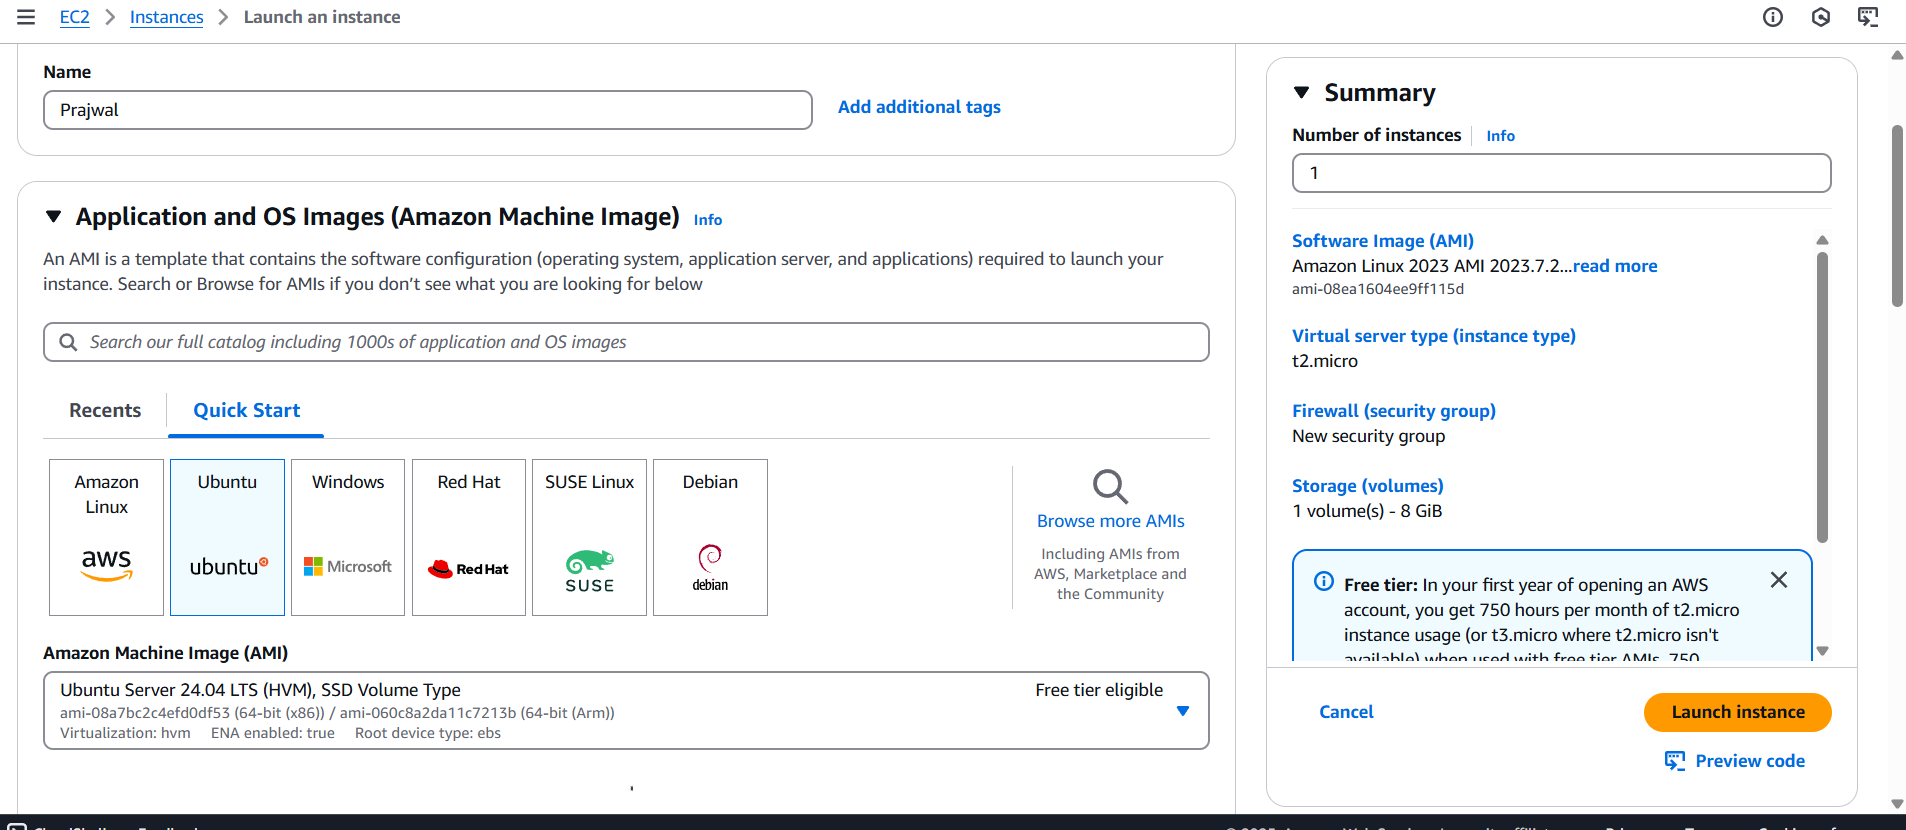 EC2 > Instances > Launch an instance
Name
Prajwal
Add additional tags
Application and OS Images (Amazon Machine Image) Info
An AMI is a template that contains the software configuration (operating system, application server, and applications) required to launch your
instance. Search or Browse for AMIs if you don’t see what you are looking for below
Search our full catalog including 1000s of application and OS images
Recents
Quick Start
Amazon
Linux
aws
Ubuntu
ubuntu
Windows
Microsoft
Red Hat
Red Hat
SUSE Linux
SUSE
Debian
debian
Browse more AMIs
Including AMIs from
AWS, Marketplace and
the Community
Amazon Machine Image (AMI)
Ubuntu Server 24.04 LTS (HVM), SSD Volume Type
Free tier eligible
ami-08a7bc2c4efd0df53 (64-bit (x86)) / ami-060c8a2da11c7213b (64-bit (Arm))
Virtualization: hvm ENA enabled: true Root device type: ebs
Summary
Number of instances Info
1
Software Image (AMI)
Amazon Linux 2023 AMI 2023.7.2...read more
ami-08ea1604ee9ff115d
Virtual server type (instance type)
t2.micro
Firewall (security group)
New security group
Storage (volumes)
1 volume(s) - 8 GiB
Free tier: In your first year of opening an AWS
account, you get 750 hours per month of t2.micro
instance usage (or t3.micro where t2.micro isn't
available) when used with free tier AMIs, 750
Cancel
Launch instance
Preview code